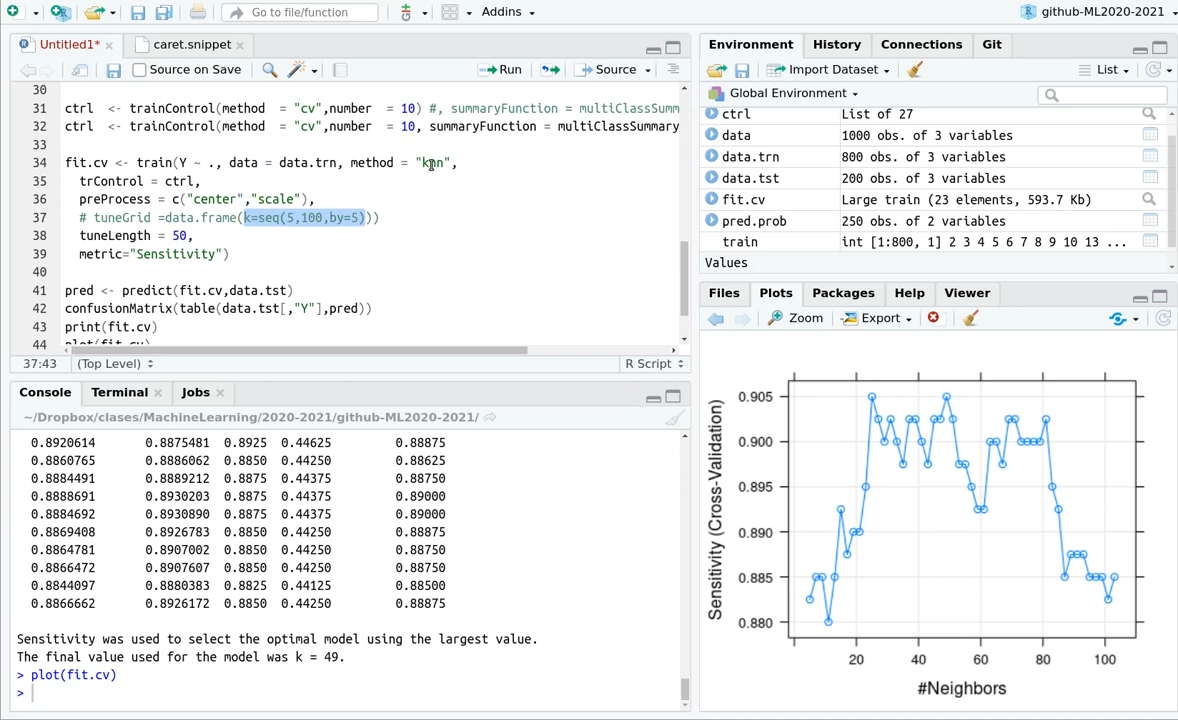 Go to file/function
Addins
github-ML2020-2021
Untitled1*
caret.snippet
Source on Save
Run
Source
30
31 ctrl <- trainControl(method = "cv",number = 10) #, summaryFunction = multiClassSumm
32 ctrl <- trainControl(method = "cv",number = 10, summaryFunction = multiClassSummary
33
34 fit.cv <- train(Y ~ ., data = data.trn, method = "knn",
35 trControl = ctrl,
36 preProcess = c("center","scale"),
37 # tuneGrid =data.frame(k=seq(5,100,by=5)))
38 tuneLength = 50,
39 metric="Sensitivity")
40
41 pred <- predict(fit.cv,data.tst)
42 confusionMatrix(table(data.tst[,"Y"],pred))
43 print(fit.cv)
44 plot(fit.cv)
37:43
(Top Level)
R Script
Console
Terminal
Jobs
~/Dropbox/clases/MachineLearning/2020-2021/github-ML2020-2021/
0.8920614 0.8875481 0.8925 0.44625 0.88875
0.8860765 0.8886062 0.8850 0.44250 0.88625
0.8884491 0.8889212 0.8875 0.44375 0.88750
0.8888691 0.8930203 0.8875 0.44375 0.89000
0.8884692 0.8930890 0.8875 0.44375 0.89000
0.8869408 0.8926783 0.8850 0.44250 0.88875
0.8864781 0.8907002 0.8850 0.44250 0.88750
0.8866472 0.8907607 0.8850 0.44250 0.88750
0.8844097 0.8880383 0.8825 0.44125 0.88500
0.8866662 0.8926172 0.8850 0.44250 0.88875
Sensitivity was used to select the optimal model using the largest value.
The final value used for the model was k = 49.
> plot(fit.cv)
>
Environment
History
Connections
Git
Import Dataset
List
Global Environment
ctrl List of 27
data 1000 obs. of 3 variables
data.trn 800 obs. of 3 variables
data.tst 200 obs. of 3 variables
fit.cv Large train (23 elements, 593.7 Kb)
pred.prob 250 obs. of 2 variables
train int [1:800, 1] 2 3 4 5 6 7 8 9 10 13 ...
Values
Files
Plots
Packages
Help
Viewer
Zoom
Export
Sensitivity (Cross-Validation)
0.905
0.900
0.895
0.890
0.885
0.880
20 40 60 80 100
#Neighbors